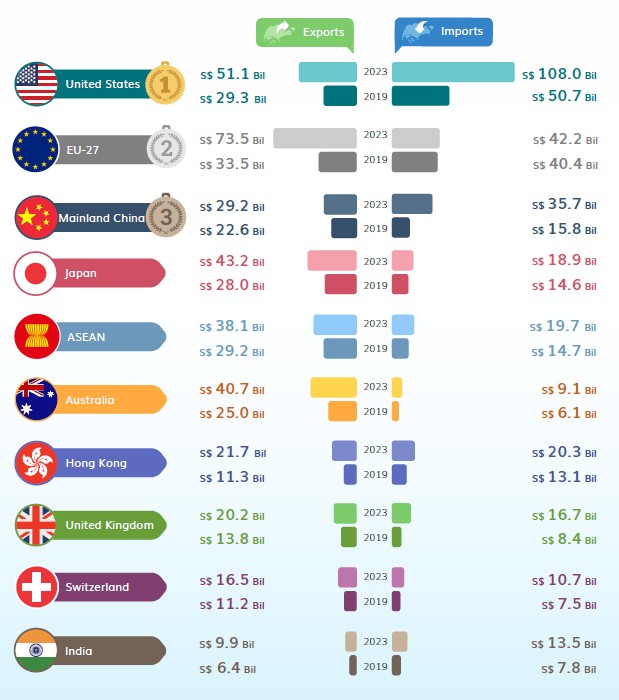 Exports Imports
United States 1 S$ 51.1 Bil 2023 S$ 108.0 Bil
S$ 29.3 Bil 2019 S$ 50.7 Bil
EU-27 2 S$ 73.5 Bil 2023 S$ 42.2 Bil
S$ 33.5 Bil 2019 S$ 40.4 Bil
Mainland China 3 S$ 29.2 Bil 2023 S$ 35.7 Bil
S$ 22.6 Bil 2019 S$ 15.8 Bil
Japan S$ 43.2 Bil 2023 S$ 18.9 Bil
S$ 28.0 Bil 2019 S$ 14.6 Bil
ASEAN S$ 38.1 Bil 2023 S$ 19.7 Bil
S$ 29.2 Bil 2019 S$ 14.7 Bil
Australia S$ 40.7 Bil 2023 S$ 9.1 Bil
S$ 25.0 Bil 2019 S$ 6.1 Bil
Hong Kong S$ 21.7 Bil 2023 S$ 20.3 Bil
S$ 11.3 Bil 2019 S$ 13.1 Bil
United Kingdom S$ 20.2 Bil 2023 S$ 16.7 Bil
S$ 13.8 Bil 2019 S$ 8.4 Bil
Switzerland S$ 16.5 Bil 2023 S$ 10.7 Bil
S$ 11.2 Bil 2019 S$ 7.5 Bil
India S$ 9.9 Bil 2023 S$ 13.5 Bil
S$ 6.4 Bil 2019 S$ 7.8 Bil